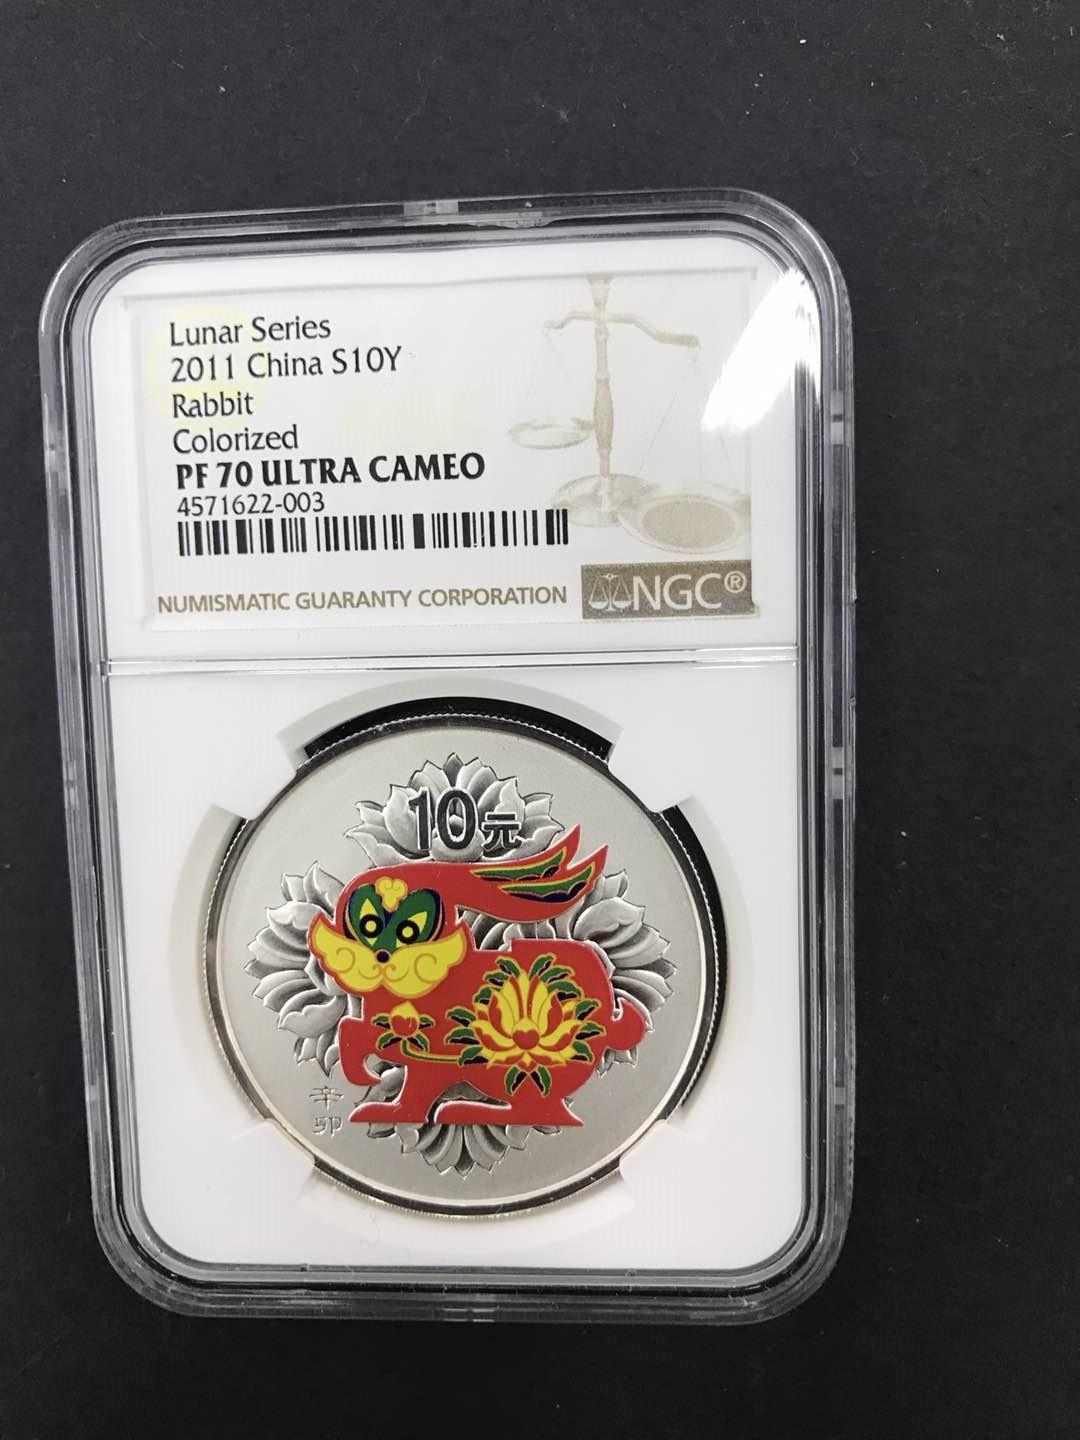 Lunar Series
2011 China S10Y
Rabbit
Colorized
PF 70 ULTRA CAMEO
4571622-003
NUMISMATIC GUARANTY CORPORATION
NGC®
10元
辛
卯